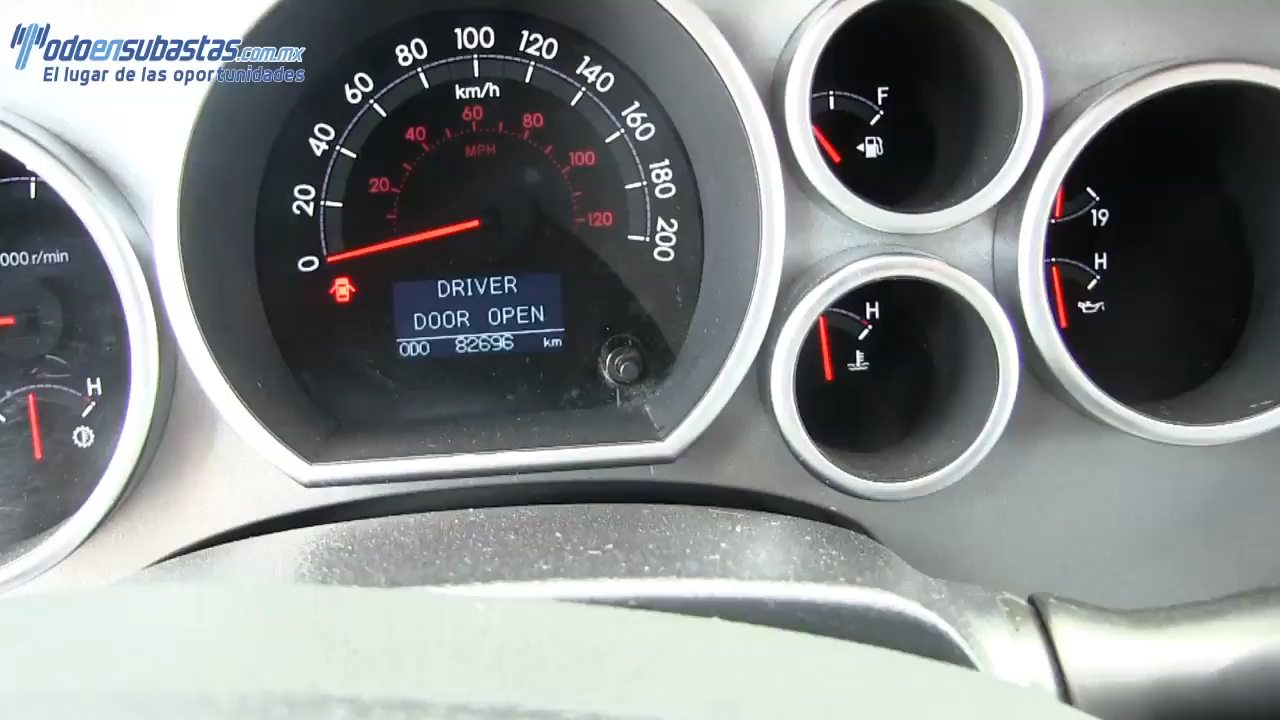 Todoensubastas.com.mx
El lugar de las oportunidades
0 20 40 60 80 100 120 140 160 180 200
km/h
20 40 60 80 100 120
MPH
DRIVER
DOOR OPEN
ODO 82696 km
000 r/min
H
F
H
19
H